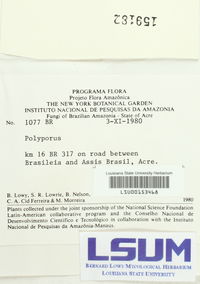 159182
PROGRAMA FLORA
Projeto Flora Amazônica
THE NEW YORK BOTANICAL GARDEN
INSTITUTO NACIONAL DE PESQUISAS DA AMAZONIA
Fungi of Brazilian Amazonia - State of Acre
No. 1077 BR 3-XI-1980
Polyporus
km 16 BR 317 on road between
Brasileia and Assis Brasil, Acre.
Louisiana State University Herbarium
LSU00153468
B. Lowy, S. R. Lowrie, B. Nelson,
C. A. Cid Ferreira & M. Moreira 1980
Plants collected under the joint sponsorship of the National Science Foundation
Latin-American collaborative program and the Conselho Nacional de
Desenvolvimento Cientifico e Tecnológico in collaboration with the Instituto
Nacional de Pesquisas da Amazônia-Manaus.
LSUM
BERNARD LOWY MYCOLOGICAL HERBARIUM
LOUISIANA STATE UNIVERSITY